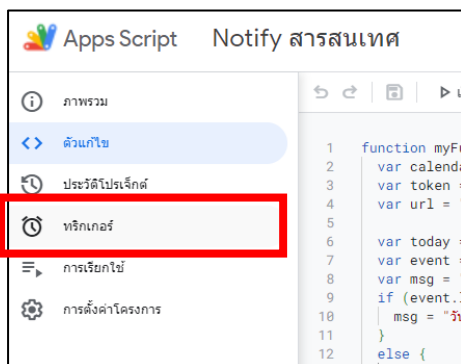 Apps Script Notify สารสนเทศ
ภาพรวม
ตัวแก้ไข
ประวัติโปรเจ็กต์
ทริกเกอร์
การเรียกใช้
การตั้งค่าโครงการ
1 function
2 var
3 var token =
4 var url =
5
6 var today =
7 var event =
8 var msg =
9 if (event.
10 msg = "
11 }
12 else {